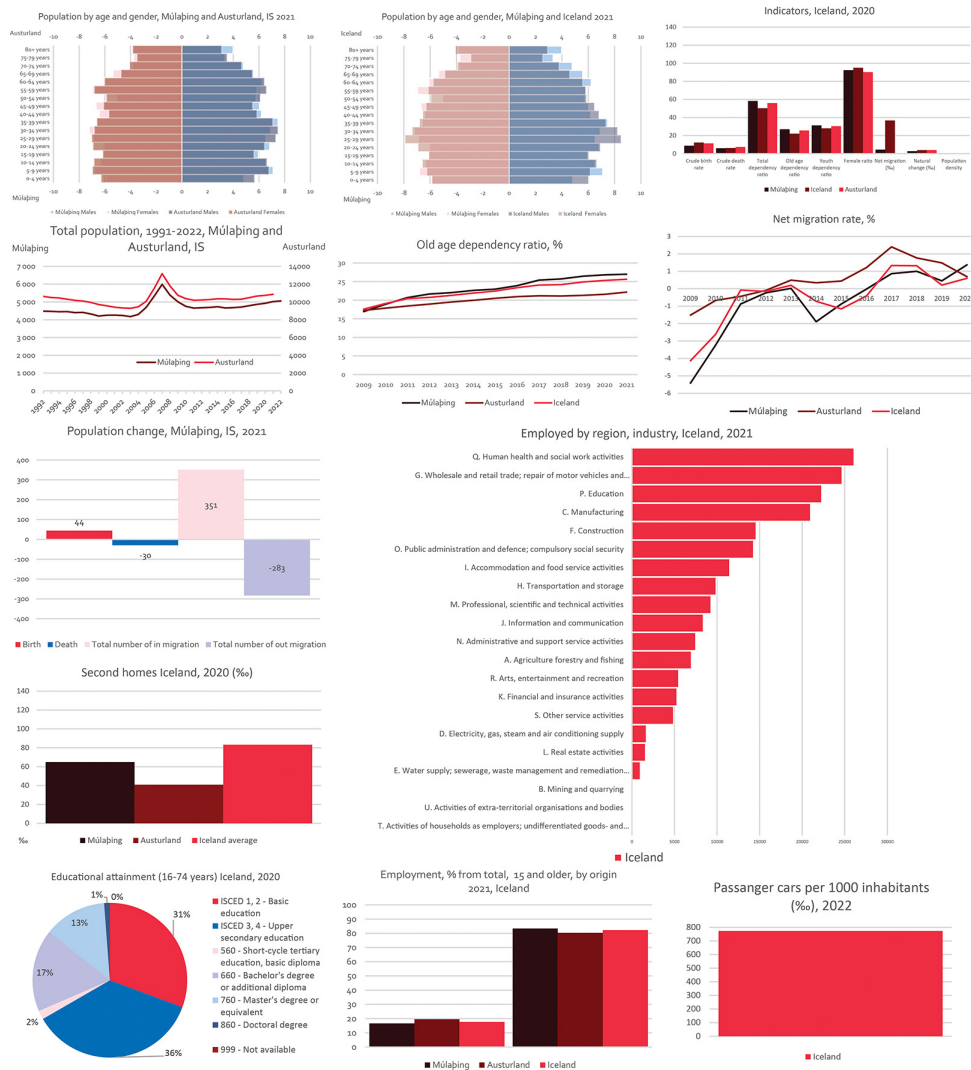 Population by age and gender, Múlaþing and Austurland, IS 2021
Austurland
-10 -8 -6 -4 -2 0 2 4 6 8 10
80+ years
75-79 years
70-74 years
65-69 years
60-64 years
55-59 years
50-54 years
45-49 years
40-44 years
35-39 years
30-34 years
25-29 years
20-24 years
15-19 years
10-14 years
5-9 years
0-4 years
-10 -8 -6 -4 -2 0 2 4 6 8 10
Múlaþing
Múlaþing Males Múlaþing Females Austurland Males Austurland Females
Population by age and gender, Múlaþing and Iceland 2021
Iceland
-10 -8 -6 -4 -2 0 2 4 6 8 10
80+ years
75-79 years
70-74 years
65-69 years
60-64 years
55-59 years
50-54 years
45-49 years
40-44 years
35-39 years
30-34 years
25-29 years
20-24 years
15-19 years
10-14 years
5-9 years
0-4 years
-10 -8 -6 -4 -2 0 2 4 6 8 10
Múlaþing
Múlaþing Males Múlaþing Females Iceland Males Iceland Females
Indicators, Iceland, 2020
140
120
100
80
60
40
20
0
Crude birth rate
Crude death rate
Total dependency ratio
Old age dependency ratio
Youth dependency ratio
Female ratio
Net migration (‰)
Natural change (‰)
Population density
Múlaþing Iceland Austurland
Total population, 1991-2022, Múlaþing and
Austurland, IS
Múlaþing
Austurland
7 000
6 000
5 000
4 000
3 000
2 000
1 000
0
14000
12000
10000
8000
6000
4000
2000
0
Múlaþing Austurland
1992 1994 1996 1998 2000 2002 2004 2006 2008 2010 2012 2014 2016 2018 2020 2022
Old age dependency ratio, %
30
25
20
15
10
5
0
2009 2010 2011 2012 2013 2014 2015 2016 2017 2018 2019 2020 2021
Múlaþing Austurland Iceland
Net migration rate, %
3
2
1
0
-1
-2
-3
-4
-5
-6
2009 2010 2011 2012 2013 2014 2015 2016 2017 2018 2019 202
Múlaþing Austurland Iceland
Population change, Múlaþing, IS, 2021
400
300
200
100
0
-100
-200
-300
-400
44
-30
351
-283
Birth Death Total number of in migration Total number of out migration
Employed by region, industry, Iceland, 2021
Q. Human health and social work activities
G. Wholesale and retail trade; repair of motor vehicles and...
P. Education
C. Manufacturing
F. Construction
O. Public administration and defence; compulsory social security
I. Accommodation and food service activities
H. Transportation and storage
M. Professional, scientific and technical activities
J. Information and communication
N. Administrative and support service activities
A. Agriculture forestry and fishing
R. Arts, entertainment and recreation
K. Financial and insurance activities
S. Other service activities
D. Electricity, gas, steam and air conditioning supply
L. Real estate activities
E. Water supply; sewerage, waste management and remediation...
B. Mining and quarrying
U. Activities of extra-territorial organisations and bodies
T. Activities of households as employers; undifferentiated goods- and...
0 5000 10000 15000 20000 25000 30000
Iceland
Second homes Iceland, 2020 (‰)
140
120
100
80
60
40
20
0
‰
Múlaþing Austurland Iceland average
Educational attainment (16-74 years) Iceland, 2020
1% 0%
31%
13%
17%
2%
36%
ISCED 1, 2 - Basic
education
ISCED 3, 4 - Upper
secondary education
560 - Short-cycle tertiary
education, basic diploma
660 - Bachelor's degree
or additional diploma
760 - Master's degree or
equivalent
860 - Doctoral degree
999 - Not available
Employment, % from total, 15 and older, by origin
2021, Iceland
90
80
70
60
50
40
30
20
10
0
Múlaþing Austurland Iceland
Passanger cars per 1000 inhabitants
(‰), 2022
800
700
600
500
400
300
200
100
0
Iceland